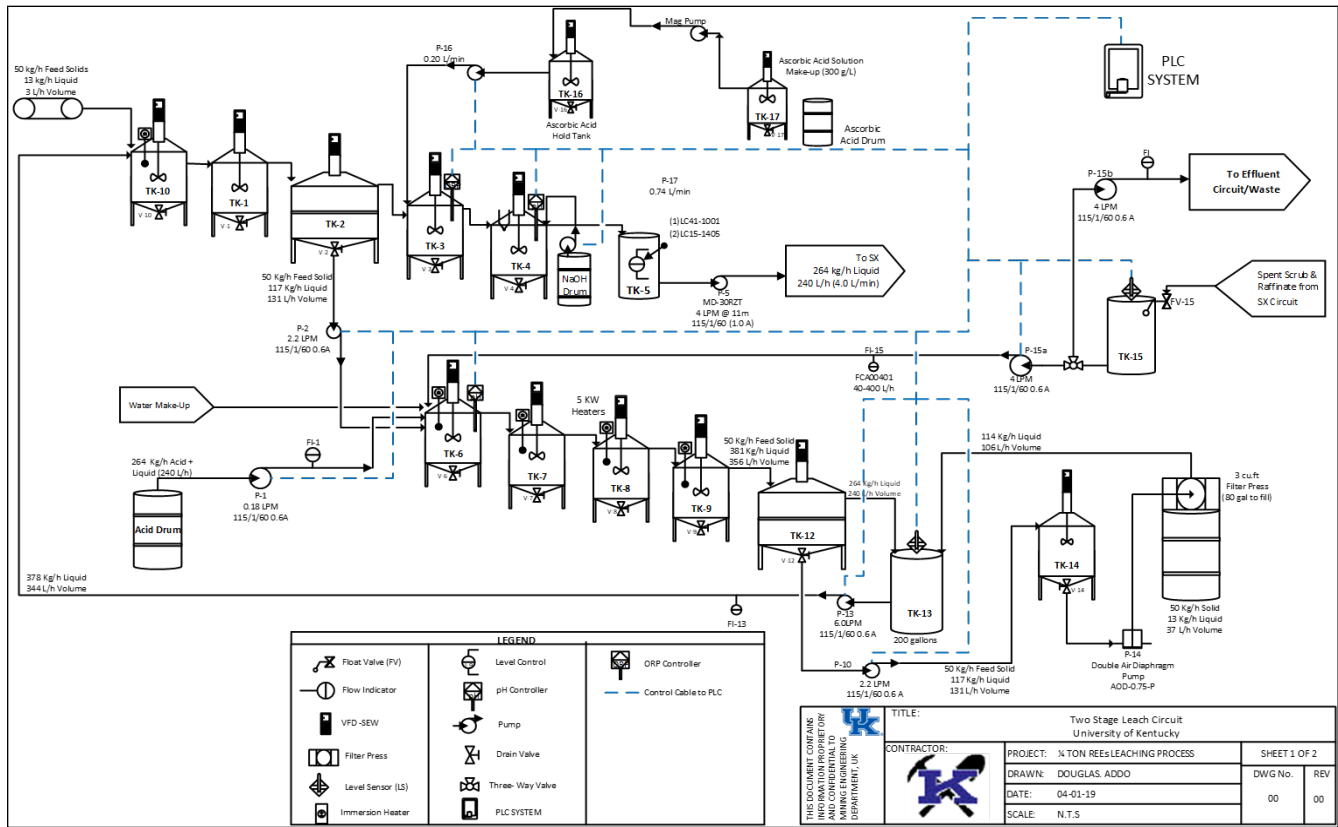 50 kg/h Feed Solids
13 kg/h Liquid
3 L/h Volume
TK-10
V-10
TK-1
V-1
TK-2
V-2
P-16
0.20 L/min
TK-16
V-16
Ascorbic Acid
Hold Tank
Mag Pump
Ascorbic Acid Solution
Make-up (300 g/L)
TK-17
V-17
Ascorbic
Acid Drum
PLC
SYSTEM
TK-3
V-3
TK-4
V-4
P-17
0.74 L/min
NaOH
Drum
(1)LC41-1001
(2)LC15-1405
TK-5
P-5
MD-30RZT
4 LPM @ 11m
115/1/60 (1.0 A)
To SX
264 kg/h Liquid
240 L/h (4.0 L/min)
FI
P-15b
4 LPM
115/1/60 0.6 A
To Effluent
Circuit/Waste
Spent Scrub &
Raffinate from
SX Circuit
FV-15
TK-15
P-15a
4 LPM
115/1/60 0.6 A
FI-15
FCA00401
40-400 L/h
50 Kg/h Feed Solid
117 Kg/h Liquid
131 L/h Volume
P-2
2.2 LPM
115/1/60 0.6A
Water Make-Up
264 Kg/h Acid +
Liquid (240 L/h)
FI-1
P-1
0.18 LPM
115/1/60 0.6A
Acid Drum
TK-6
V-6
TK-7
V-7
5 KW
Heaters
TK-8
V-8
TK-9
V-9
50 Kg/h Feed Solid
381 Kg/h Liquid
356 L/h Volume
TK-12
V-12
264 Kg/h Liquid
240 L/h Volume
TK-13
200 gallons
P-13
6.0LPM
115/1/60 0.6 A
FI-13
378 Kg/h Liquid
344 L/h Volume
114 Kg/h Liquid
106L/h Volume
3 cu.ft
Filter Press
(80 gal to fill)
TK-14
V 14
50 Kg/h Solid
13 Kg/h Liquid
37 L/h Volume
P-14
Double Air Diaphragm
Pump
AOD-0.75-P
P-10
2.2 LPM
115/1/60 0.6 A
50 Kg/h Feed Solid
117 Kg/h Liquid
131 L/h Volume
LEGEND
Float Valve (FV)
Flow Indicator
VFD -SEW
Filter Press
Level Sensor (LS)
Immersion Heater
Level Control
pH Controller
Pump
Drain Valve
Three- Way Valve
PLC SYSTEM
ORP Controller
Control Cable to PLC
THIS DOCUMENT CONTAINS
INFORMATION PROPRIETORY
AND CONFIDENTIAL TO
MINING ENGINEERING
DEPARTMENT, UK
UK
TITLE:
Two Stage Leach Circuit
University of Kentucky
CONTRACTOR:
K
PROJECT: ¼ TON REEs LEACHING PROCESS
SHEET 1 OF 2
DRAWN: DOUGLAS. ADDO
DWG No.
REV
DATE: 04-01-19
00
00
SCALE: N.T.S